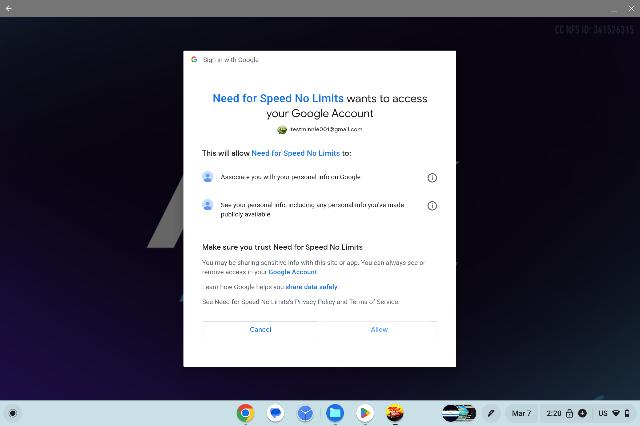 CC NFS ID: 341526315
Sign in with Google
Need for Speed No Limits wants to access
your Google Account
testminnie001@gmail.com
This will allow Need for Speed No Limits to:
Associate you with your personal info on Google
See your personal info, including any personal info you've made
publicly available
Make sure you trust Need for Speed No Limits
You may be sharing sensitive info with this site or app. You can always see or
remove access in your Google Account.
Learn how Google helps you share data safely.
See Need for Speed No Limits's Privacy Policy and Terms of Service.
Cancel Allow
Mar 7 2:20 US